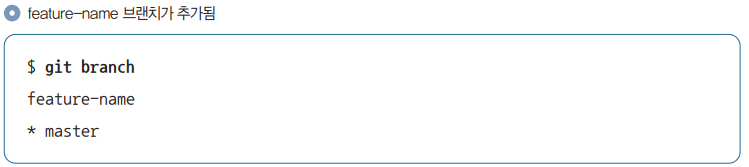 feature-name 브랜치가 추가됨
$ git branch
feature-name
* master